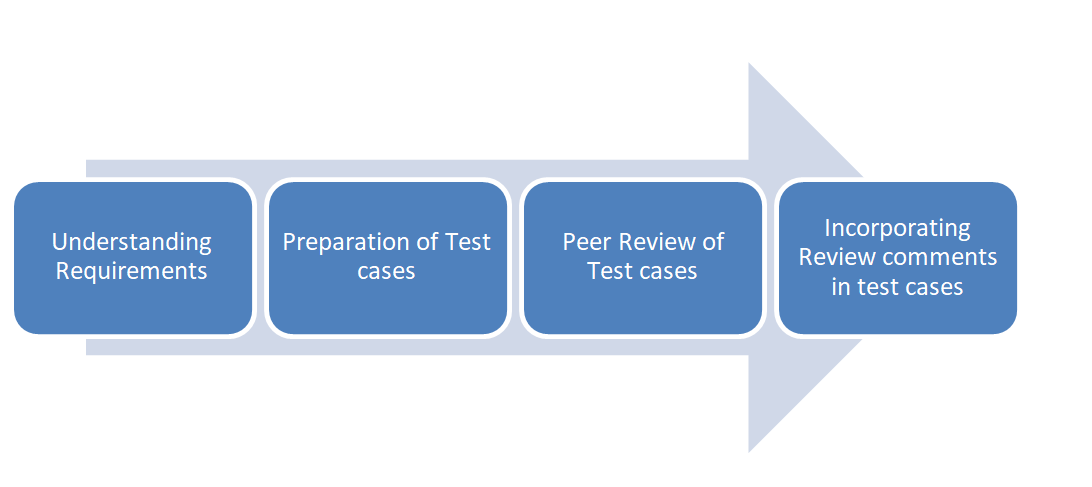 Understanding
Requirements
Preparation of Test
cases
Peer Review of
Test cases
Incorporating
Review comments
in test cases